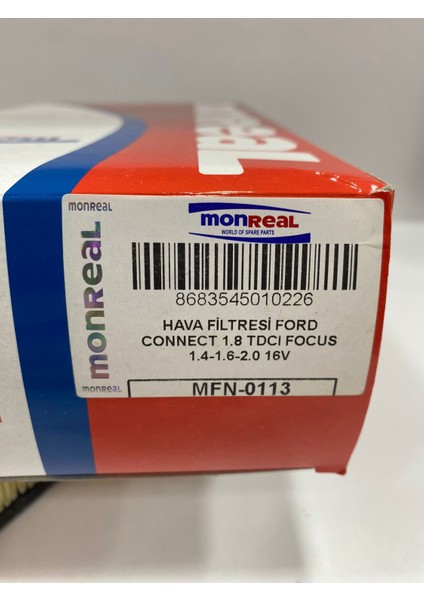 monReal
monReal
WORLD OF SPARE PARTS
8683545010226
HAVA FİLTRESİ FORD
CONNECT 1.8 TDCI FOCUS
1.4-1.6-2.0 16V
MFN-0113
monReal
monReal